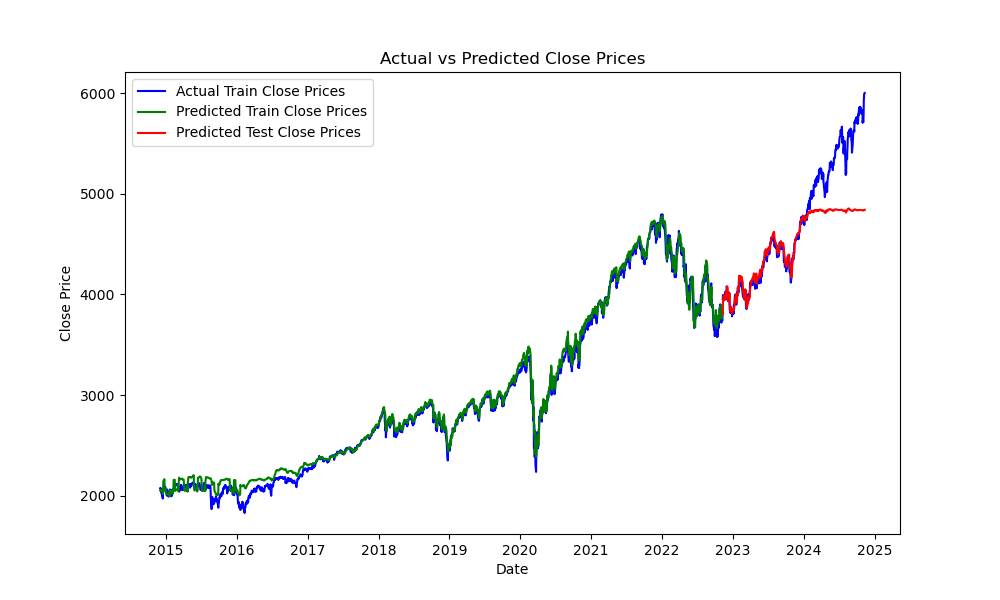 Actual vs Predicted Close Prices
Actual Train Close Prices
Predicted Train Close Prices
Predicted Test Close Prices
6000
5000
4000
3000
2000
Close Price
2015 2016 2017 2018 2019 2020 2021 2022 2023 2024 2025
Date